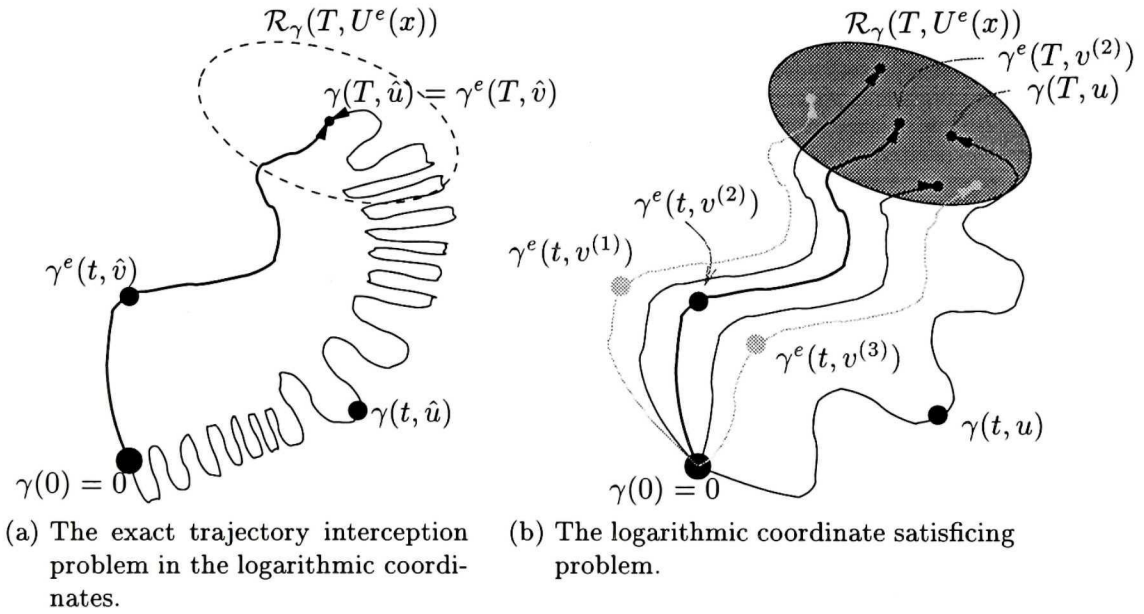 𝓡_γ(T, U^e(x))
γ(T, û) = γ^e(T, v̂)
γ^e(t, v̂)
γ(t, û)
γ(0) = 0
(a) The exact trajectory interception
problem in the logarithmic coordi-
nates.
𝓡_γ(T, U^e(x))
γ^e(T, v^(2))
γ(T, u)
γ^e(t, v^(2))
γ^e(t, v^(1))
γ^e(t, v^(3))
γ(t, u)
γ(0) = 0
(b) The logarithmic coordinate satisficing
problem.